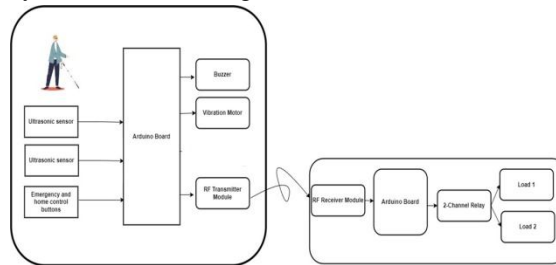 Buzzer
Ultrasonic sensor
Vibration Motor
Arduino Board
Ultrasonic sensor
Emergency and
home control
buttons
RF Transmitter
Module
RF Receiver Module
Arduino Board
2-Channel Relay
Load 1
Load 2